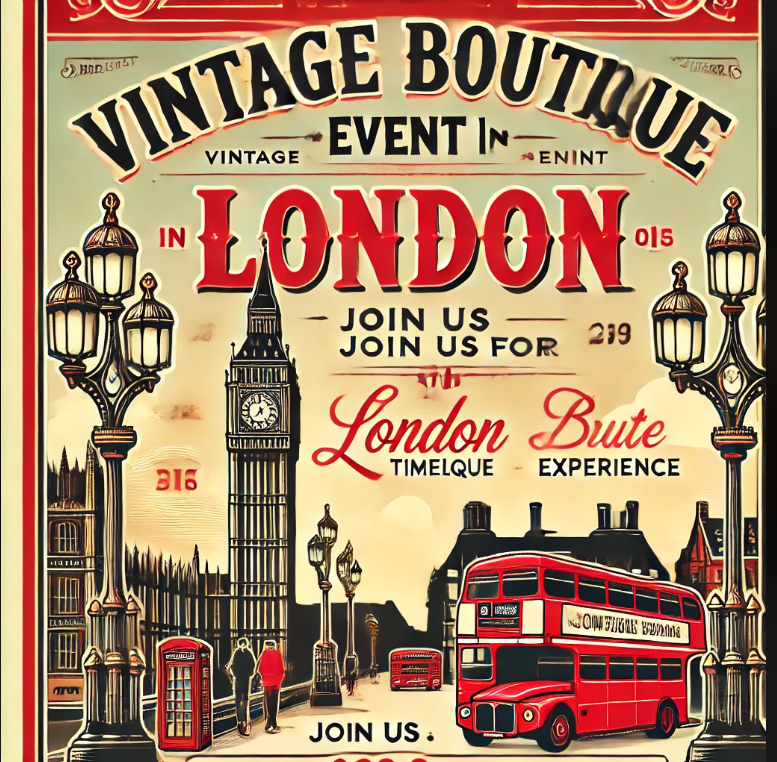 VINTAGE BOUTIQUE
VINTAGE EVENT In ENINT
IN LONDON 015
JOIN US
JOIN US FOR 219
London Biute
TIMELQUE EXPERIENCE
316
JOIN US.